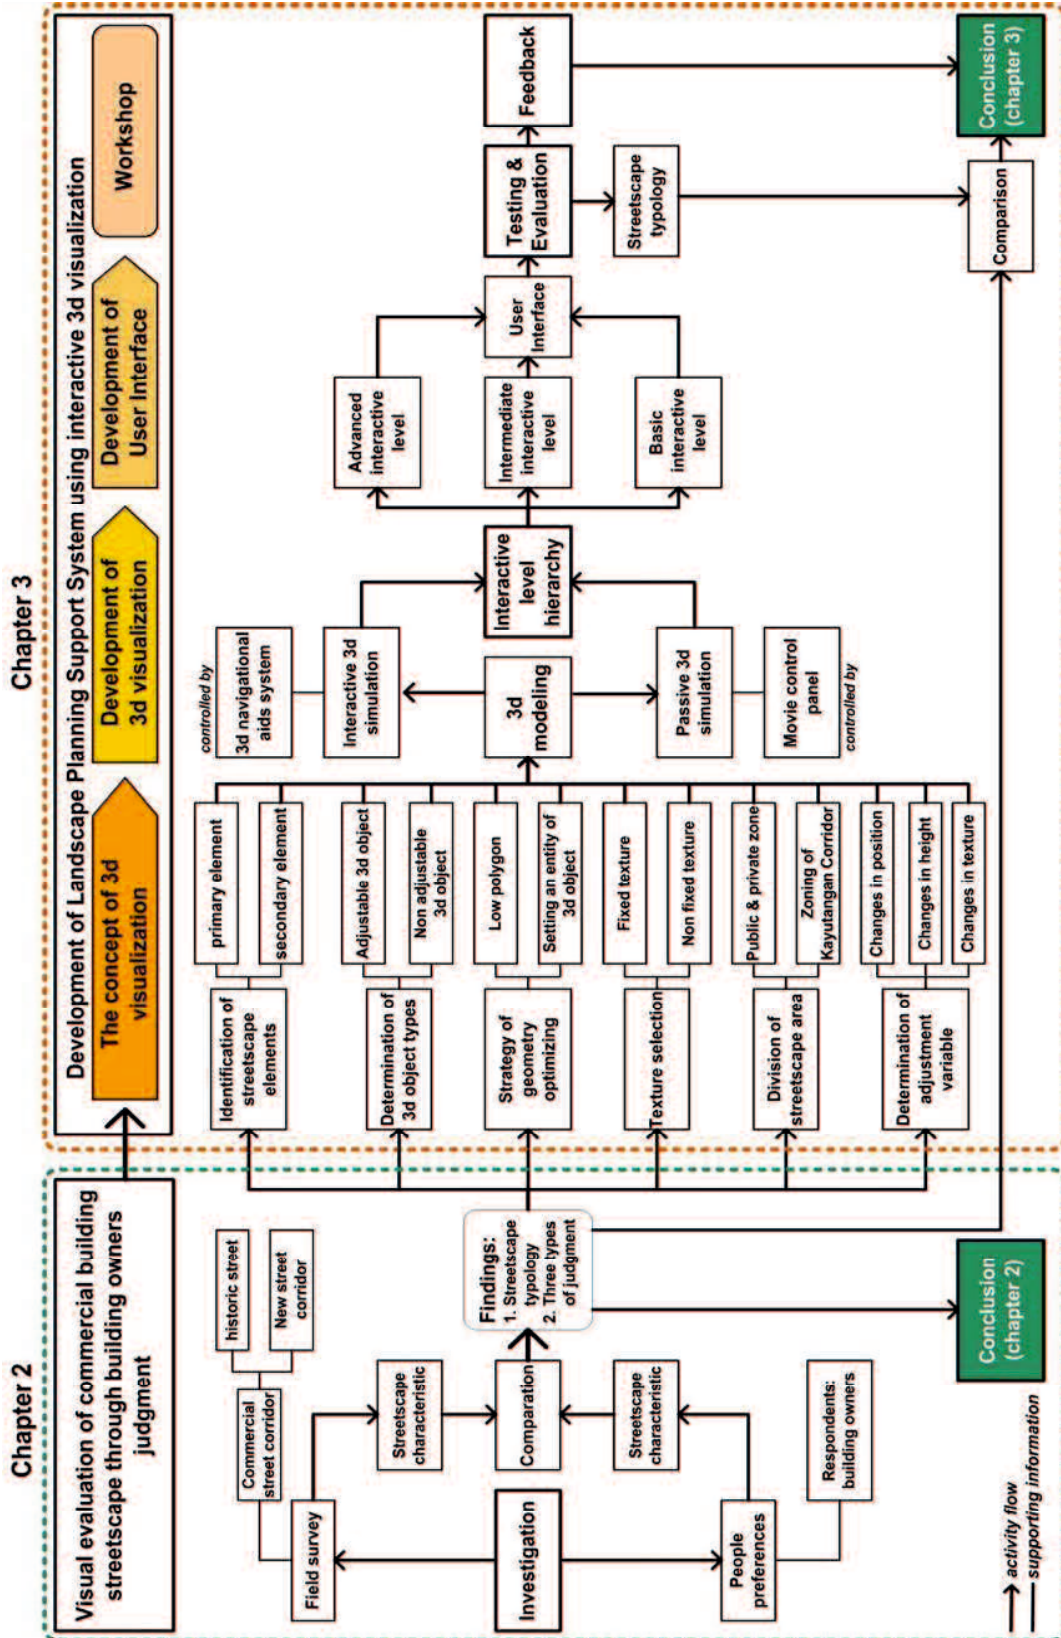 Chapter 2
Visual evaluation of commercial building
streetscape through building owners
judgment
historic street
New street
corridor
Commercial
street corridor
Field survey
Streetscape
characteristic
Investigation
Comparation
Findings:
1. Streetscape
typology
2. Three types
of judgment
Streetscape
characteristic
People
preferences
Respondents:
building owners
Conclusion
(chapter 2)
activity flow
supporting information
Chapter 3
Development of Landscape Planning Support System using interactive 3d visualization
The concept of 3d
visualization
Development of
3d visualization
Development of
User Interface
Workshop
Identification of
streetscape
elements
primary element
secondary element
Determination of
3d object types
Adjustable 3d object
Non adjustable
3d object
Strategy of
geometry
optimizing
Low polygon
Setting an entity of
3d object
Texture selection
Fixed texture
Non fixed texture
Division of
streetscape area
Public & private zone
Zoning of
Kayutangan Corridor
Determination of
adjustment
variable
Changes in position
Changes in height
Changes in texture
controlled by
3d navigational
aids system
Interactive 3d
simulation
3d
modeling
Passive 3d
simulation
Movie control
panel
controlled by
Interactive
level
hierarchy
Advanced
interactive
level
Intermediate
interactive
level
Basic
interactive
level
User
Interface
Testing &
Evaluation
Streetscape
typology
Feedback
Comparison
Conclusion
(chapter 3)